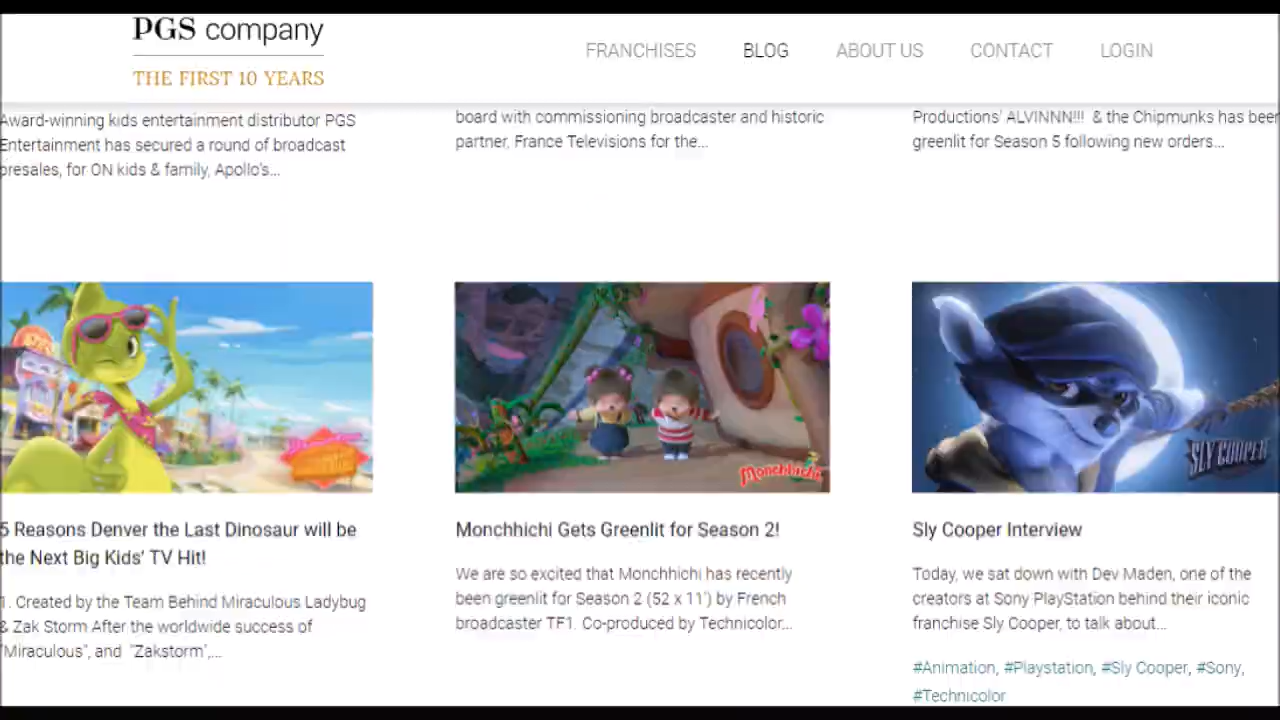 PGS company
THE FIRST 10 YEARS
FRANCHISES
BLOG
ABOUT US
CONTACT
LOGIN
Award-winning kids entertainment distributor PGS
Entertainment has secured a round of broadcast
presales, for ON kids & family, Apollo's...
board with commissioning broadcaster and historic
partner, France Televisions for the...
Productions' ALVINNN!!! & the Chipmunks has been
greenlit for Season 5 following new orders...
Monchhichi
SLY COOPER
5 Reasons Denver the Last Dinosaur will be
the Next Big Kids' TV Hit!
1. Created by the Team Behind Miraculous Ladybug
& Zak Storm After the worldwide success of
"Miraculous", and "Zakstorm",...
Monchhichi Gets Greenlit for Season 2!
We are so excited that Monchhichi has recently
been greenlit for Season 2 (52 x 11') by French
broadcaster TF1. Co-produced by Technicolor...
Sly Cooper Interview
Today, we sat down with Dev Maden, one of the
creators at Sony PlayStation behind their iconic
franchise Sly Cooper, to talk about...
#Animation, #Playstation, #Sly Cooper, #Sony,
#Technicolor